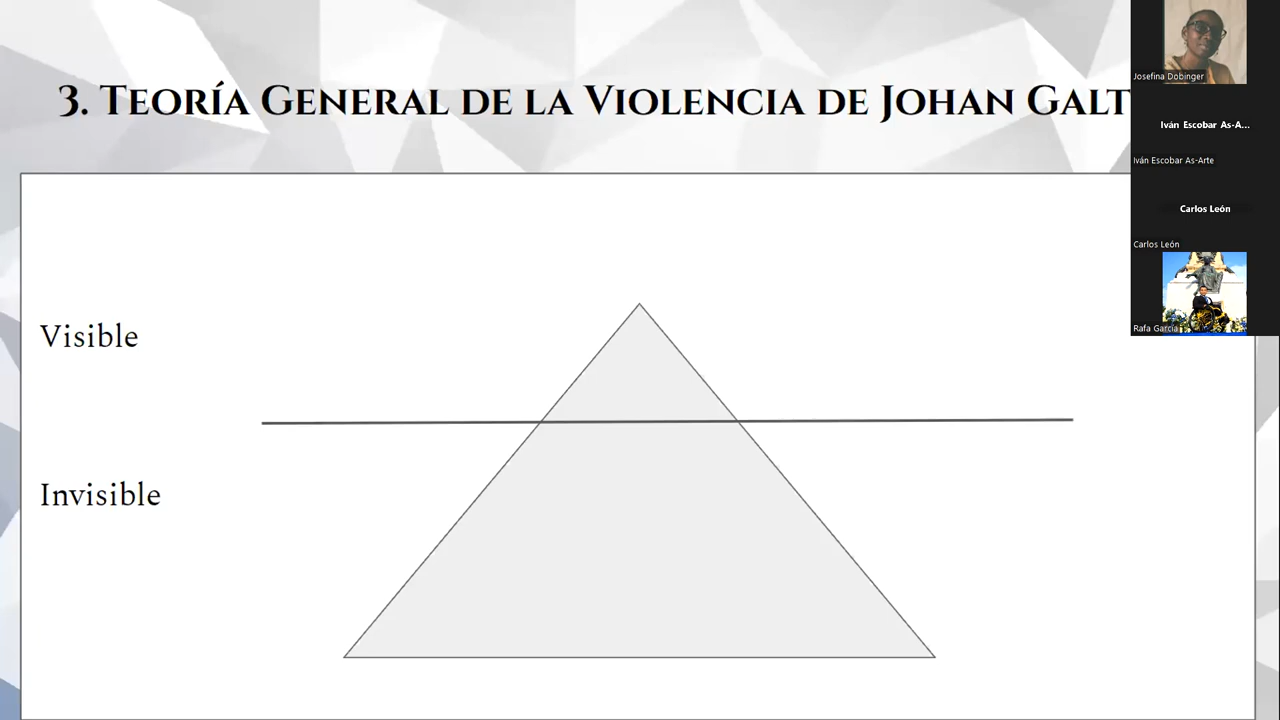 3. Teoría General de la Violencia de Johan Galt
Visible
Invisible
Josefina Dobinger
Iván Escobar As-A...
Iván Escobar As-Arte
Carlos León
Carlos León
Rafa García